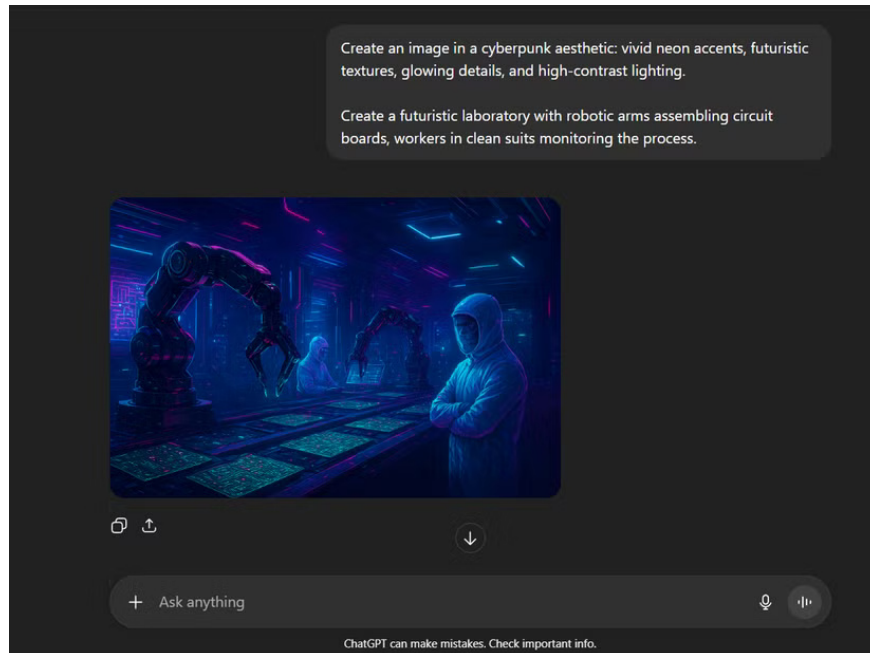 Create an image in a cyberpunk aesthetic: vivid neon accents, futuristic
textures, glowing details, and high-contrast lighting.
Create a futuristic laboratory with robotic arms assembling circuit
boards, workers in clean suits monitoring the process.
Ask anything
ChatGPT can make mistakes. Check important info.